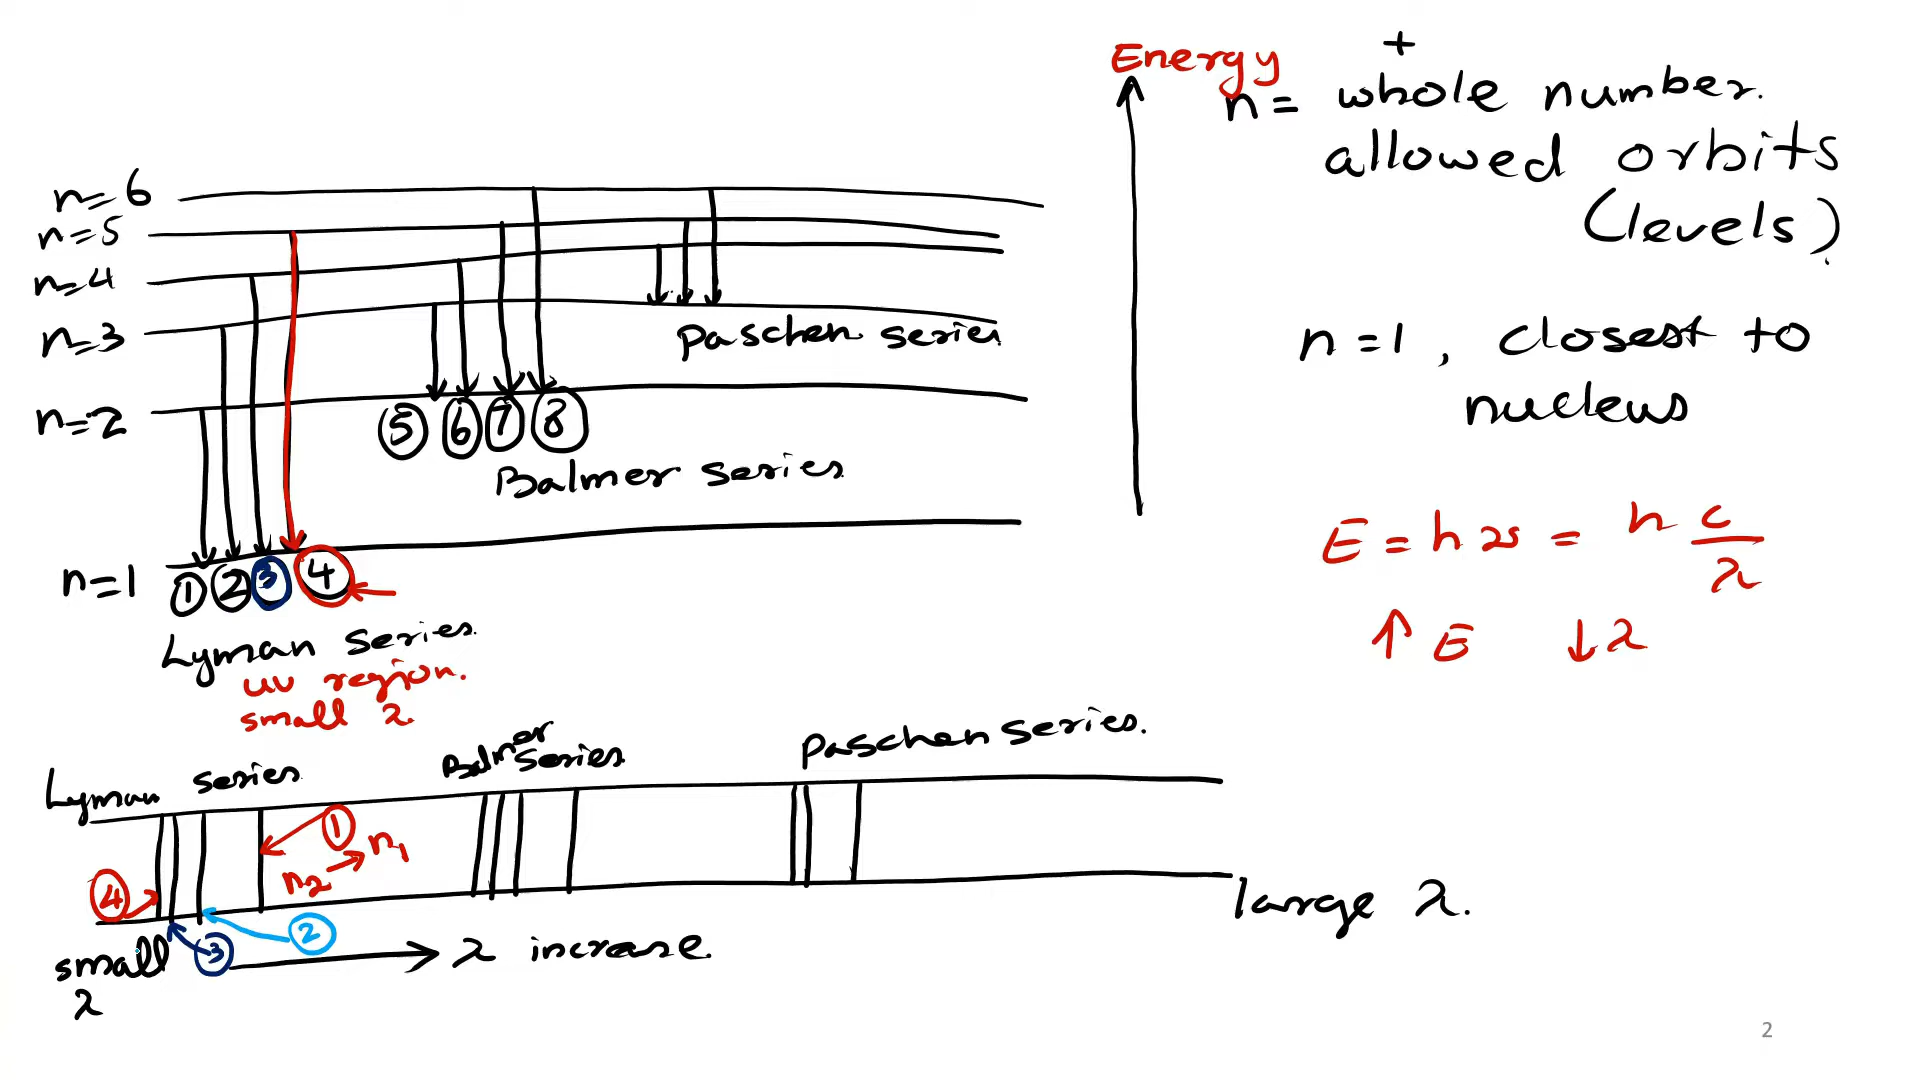 Energy
+
n = whole number.
allowed orbits
(levels)
n=6
n=5
n=4
n=3
n=2
n=1
Paschen series
5 6 7 8
Balmer series
1 2 3 4
Lyman series.
uv region.
small λ.
n=1, closest to
nucleus
E = hν = h c/λ
↑ E ↓ λ
Lyman series
Balmer series
Paschen series.
1
n2 → n1
4
2
3
small λ
→ λ increase.
large λ.
2